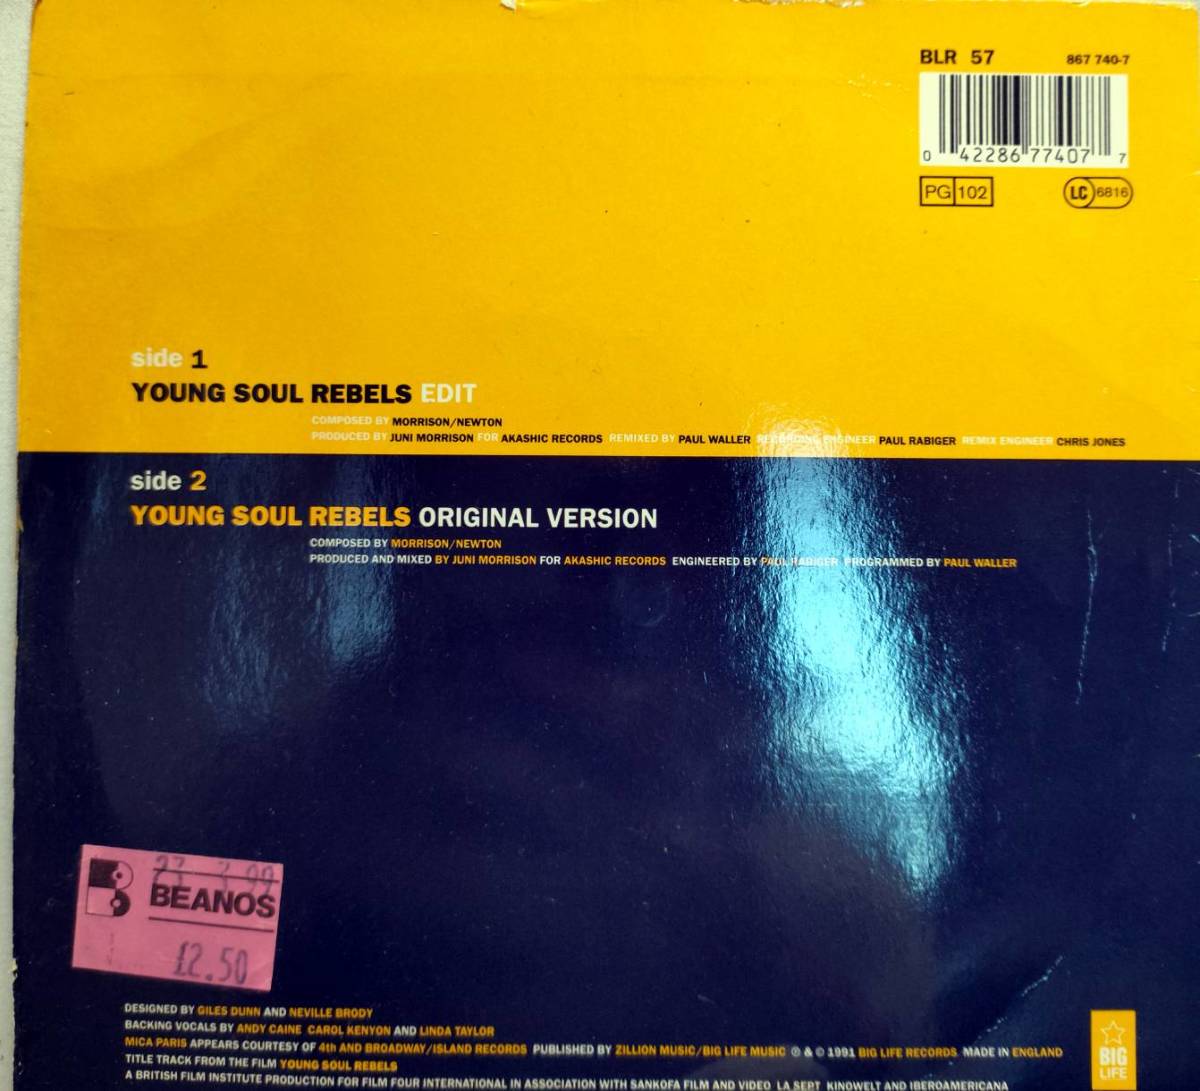 BLR 57 867 740-7
0 42286 77407 7
PG 102 LC 6816
side 1
YOUNG SOUL REBELS EDIT
COMPOSED BY MORRISON/NEWTON
PRODUCED BY JUNI MORRISON FOR AKASHIC RECORDS REMIXED BY PAUL WALLER RECORDING ENGINEER PAUL RABIGER REMIX ENGINEER CHRIS JONES
side 2
YOUNG SOUL REBELS ORIGINAL VERSION
COMPOSED BY MORRISON/NEWTON
PRODUCED AND MIXED BY JUNI MORRISON FOR AKASHIC RECORDS ENGINEERED BY PAUL RABIGER PROGRAMMED BY PAUL WALLER
BEANOS
£2.50
DESIGNED BY GILES DUNN AND NEVILLE BRODY
BACKING VOCALS BY ANDY CAINE CAROL KENYON AND LINDA TAYLOR
MICA PARIS APPEARS COURTESY OF 4th AND BROADWAY/ISLAND RECORDS PUBLISHED BY ZILLION MUSIC/BIG LIFE MUSIC ℗ & © 1991 BIG LIFE RECORDS MADE IN ENGLAND
TITLE TRACK FROM THE FILM YOUNG SOUL REBELS
A BRITISH FILM INSTITUTE PRODUCTION FOR FILM FOUR INTERNATIONAL IN ASSOCIATION WITH SANKOFA FILM AND VIDEO LA SEPT KINOWELT AND IBEROAMERICANA
BIG
LIFE